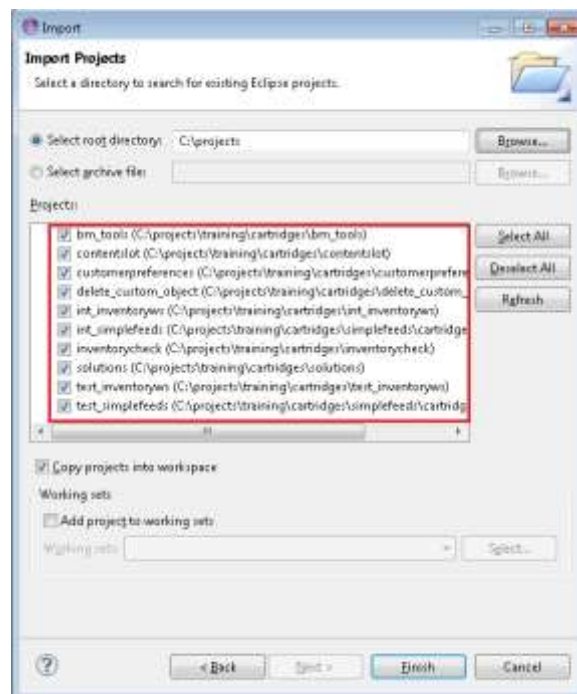 Import
Import Projects
Select a directory to search for existing Eclipse projects.
Select root directory: C:\projects Browse...
Select archive file: Browse...
Projects:
bm_tools (C:\projects\training\cartridges\bm_tools)
contentslot (C:\projects\training\cartridges\contentslot)
customerpreferences (C:\projects\training\cartridges\customerprefere
delete_custom_object (C:\projects\training\cartridges\delete_custom_
int_inventoryws (C:\projects\training\cartridges\int_inventoryws)
int_simplefeeds (C:\projects\training\cartridges\simplefeeds\cartridge
inventorycheck (C:\projects\training\cartridges\inventorycheck)
solutions (C:\projects\training\cartridges\solutions)
test_inventoryws (C:\projects\training\cartridges\test_inventoryws)
test_simplefeeds (C:\projects\training\cartridges\simplefeeds\cartridg
Select All
Deselect All
Refresh
Copy projects into workspace
Working sets
Add project to working sets
Working sets: Select...
? < Back Next > Finish Cancel